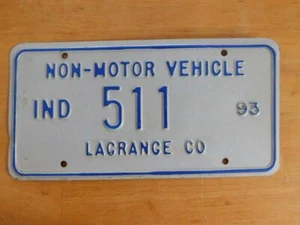 NON-MOTOR VEHICLE
IND 511 93
LAGRANGE CO